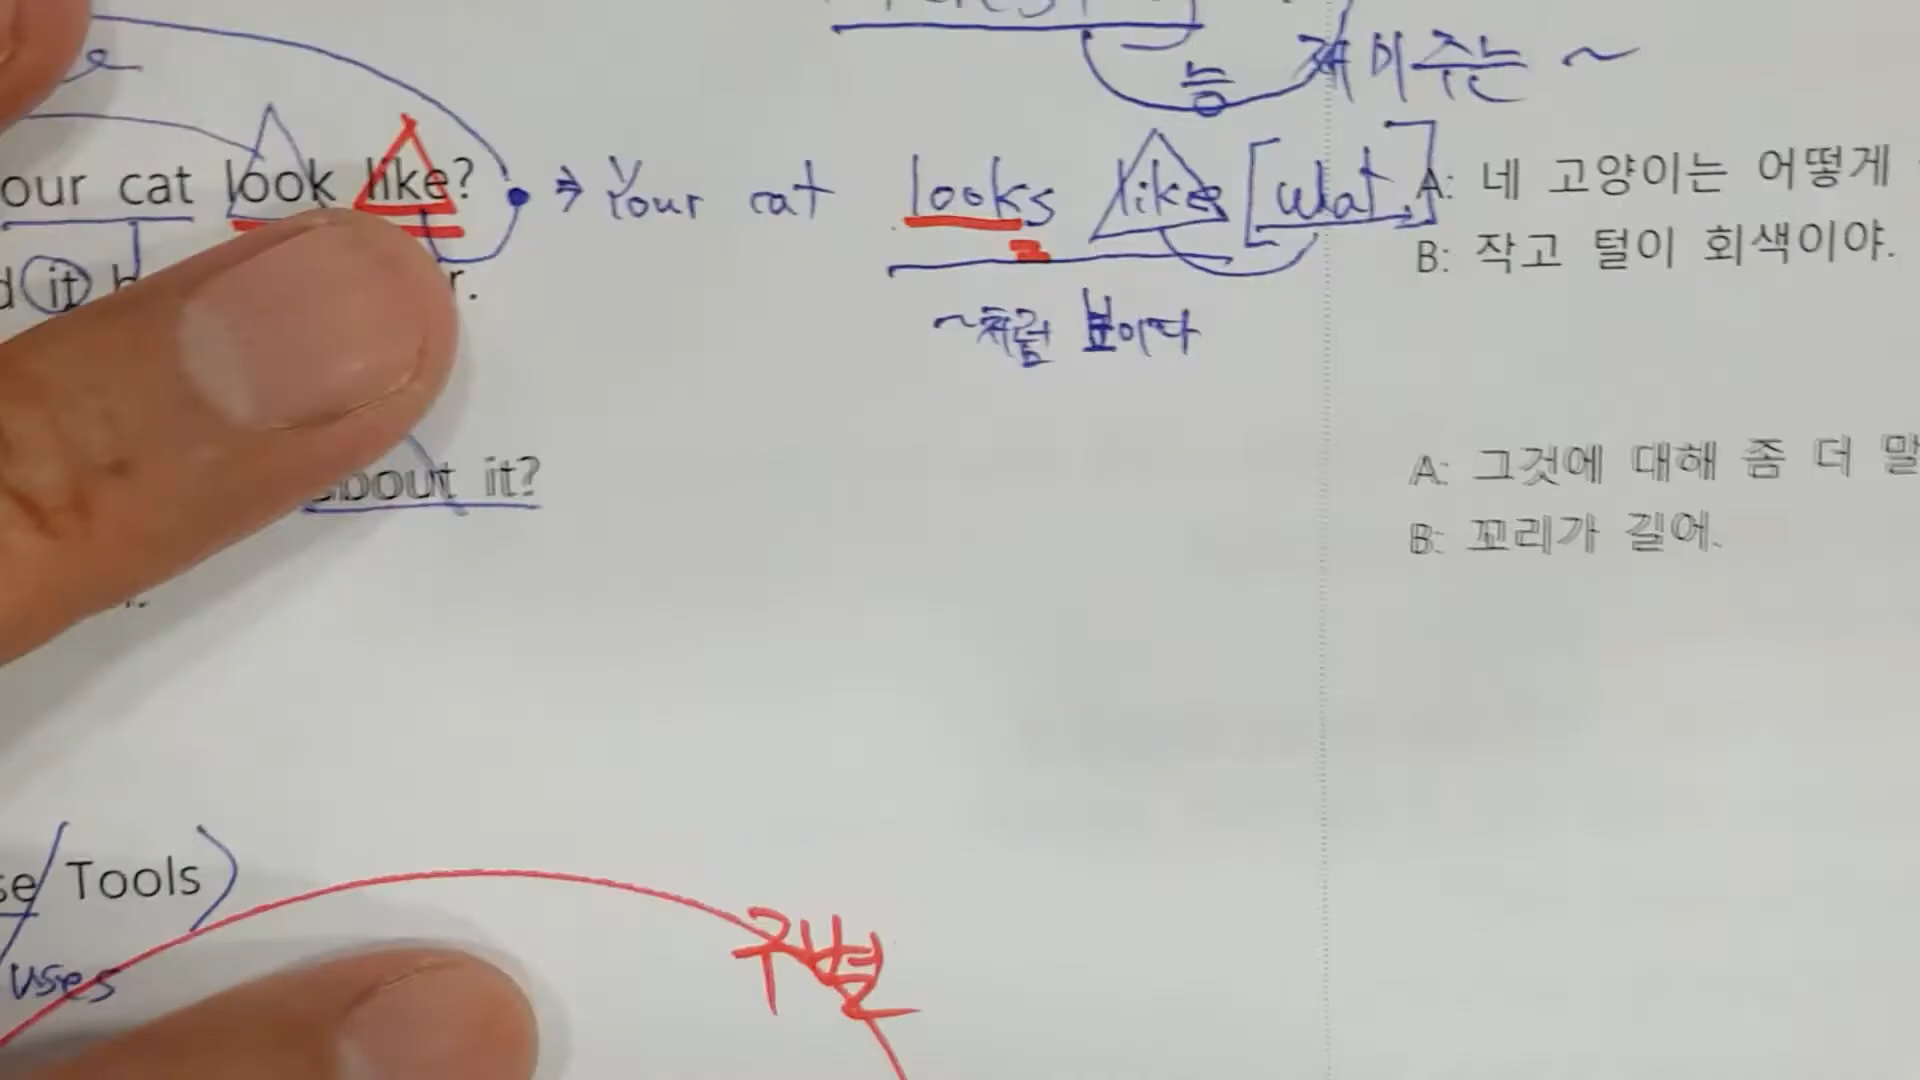 능 재미주는 ~
our cat look like? ⇒ Your cat looks like [what.]
A: 네 고양이는 어떻게
d it r.
B: 작고 털이 회색이야.
~처럼 보이다
about it?
A: 그것에 대해 좀 더 말
B: 꼬리가 길어.
se/Tools)
uses
구별